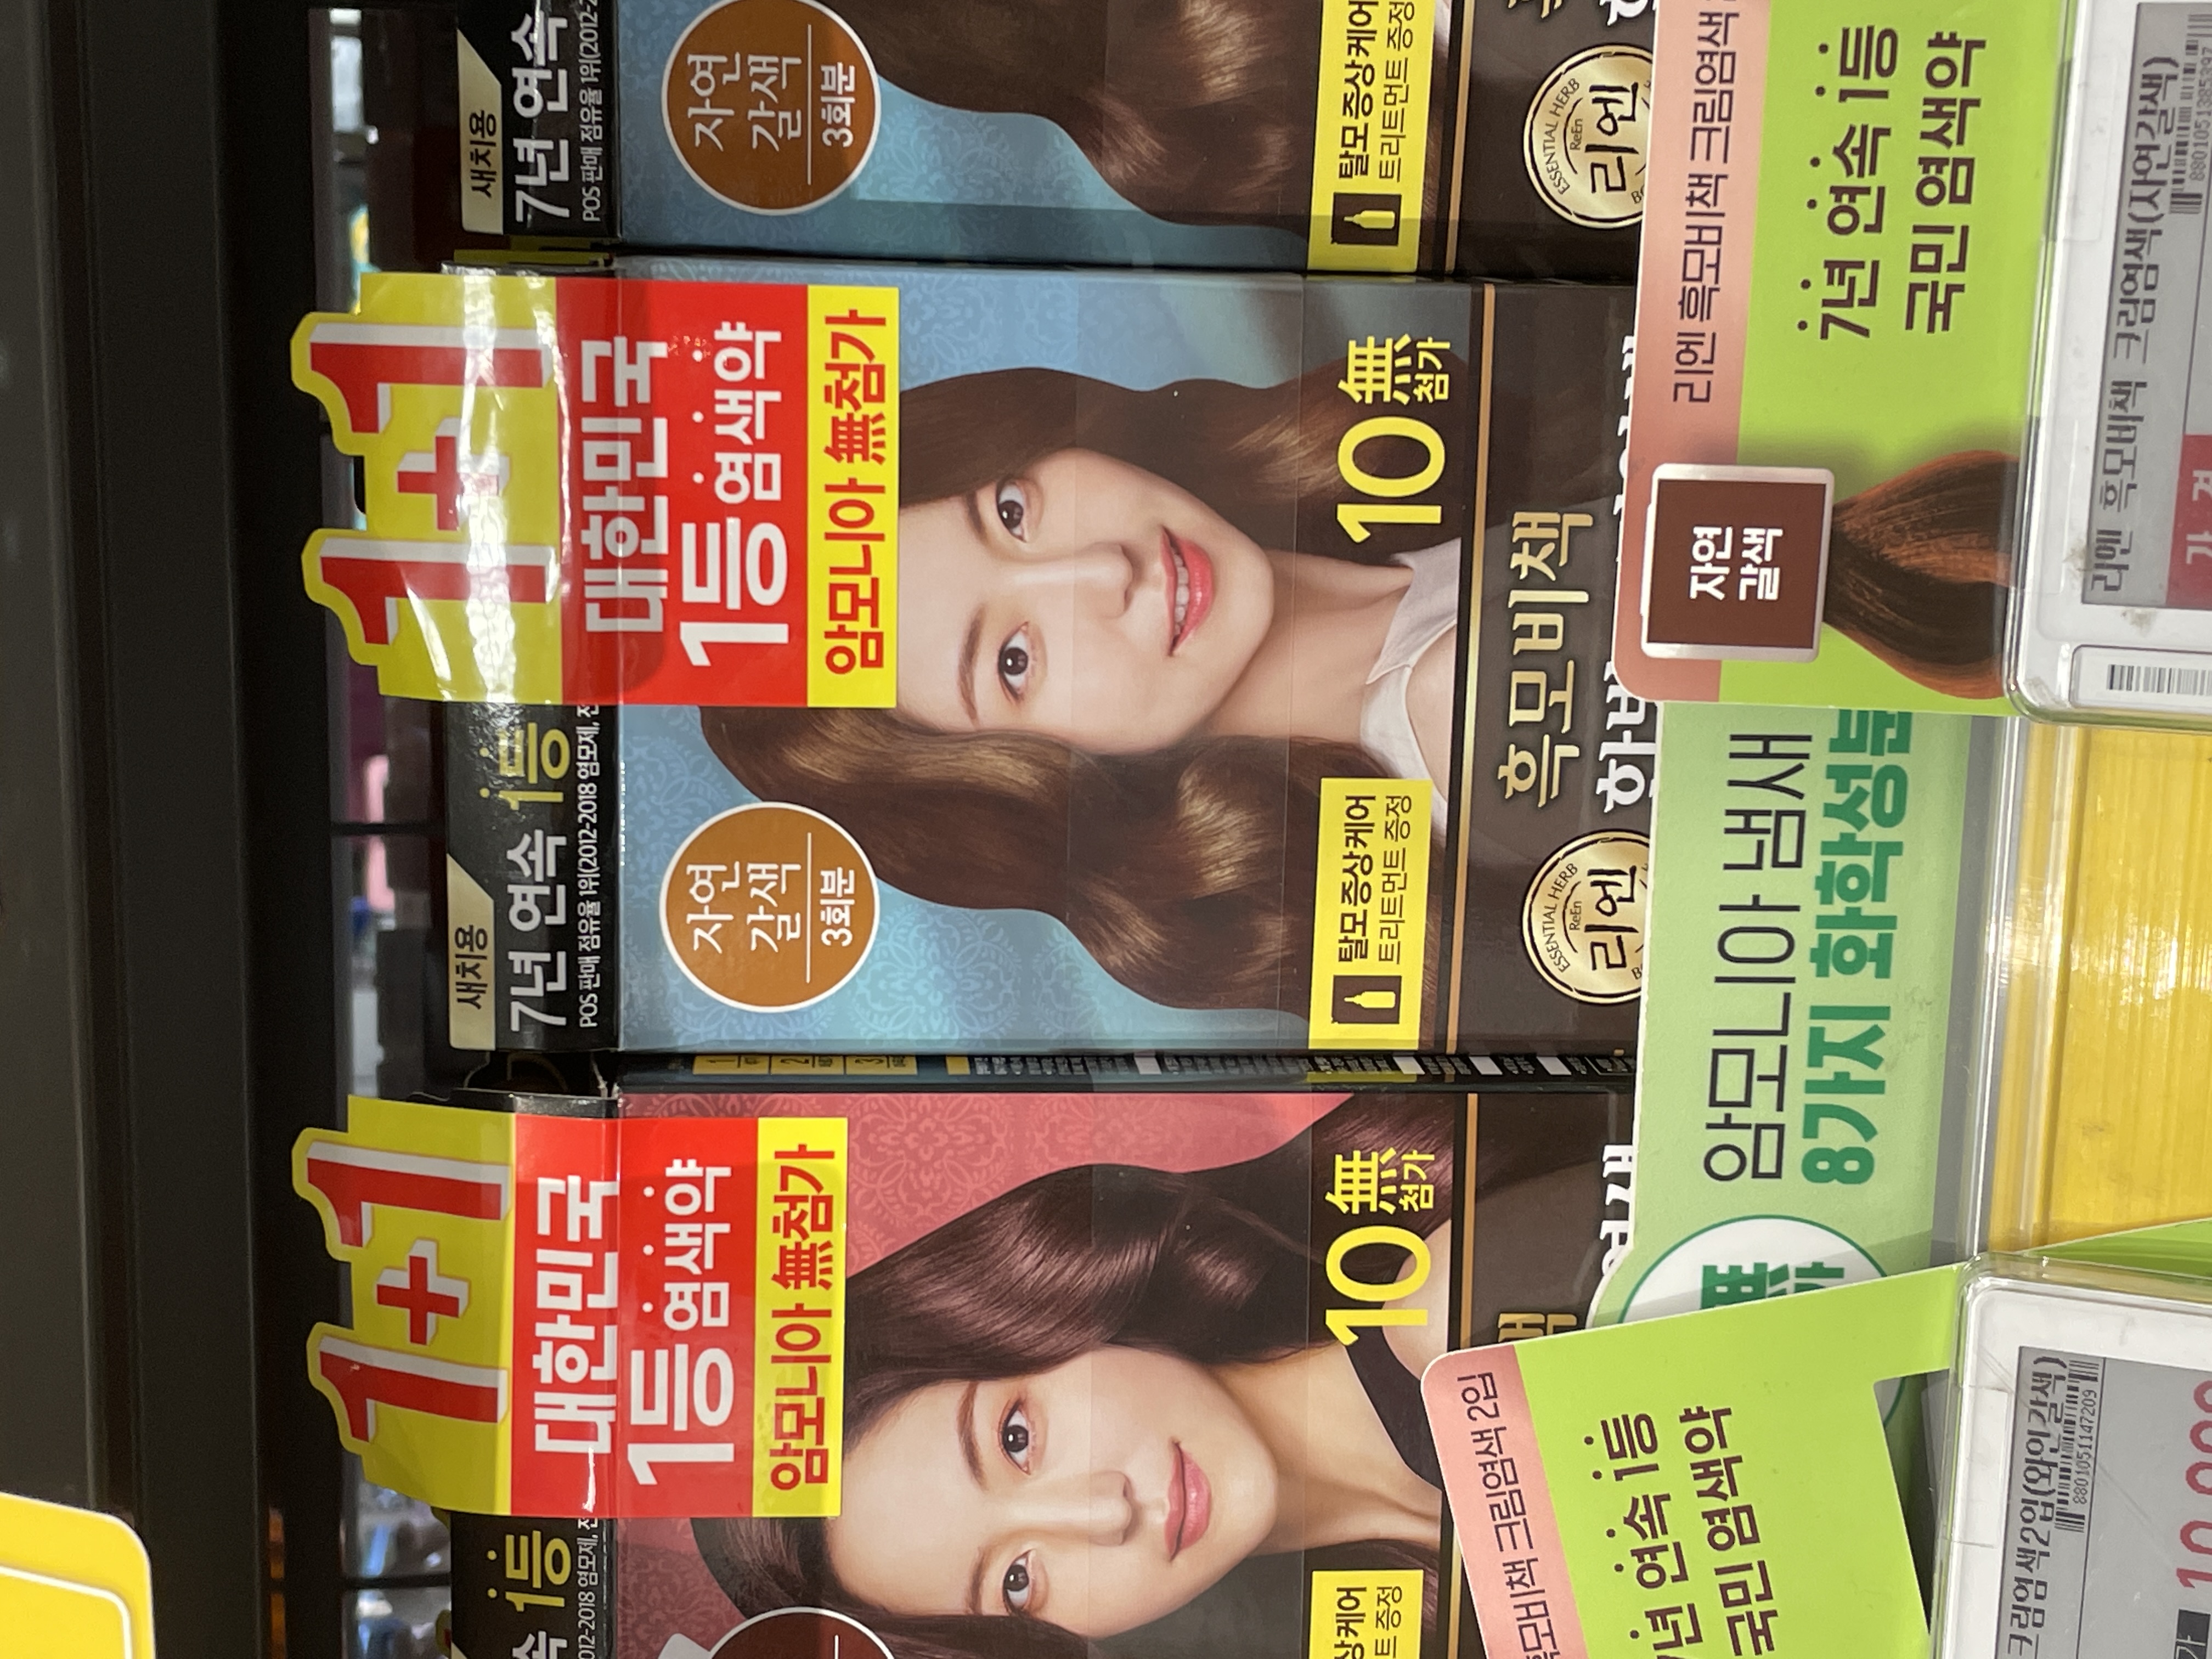 1+1
대한민국
1등 염색약
암모니아 無첨가
1+1
대한민국
1등 염색약
암모니아 無첨가
1등
새치용
7년 연속 1등
POS 판매 점유율 1위(2012-2018 염모제,
새치용
7년 연속
POS 판매 점유율 1위
자연
갈색
3회분
자연
갈색
3회분
10 無
첨가
탈모증상케어
트리트먼트 증정
10 無
첨가
탈모증상케어
트리트먼트 증정
흑모비책
ESSENTIAL HERB
ReEn
리엔
ESSENTIAL HERB
ReEn
리엔
흑모비책 크림염색 2입
7년 연속 1등
국민 염색약
암모니아 냄새
8가지 화학성분
자연
갈색
리엔 흑모비책 크림염색
7년 연속 1등
국민 염색약
크림염색2입(와인갈색)
8801051147209
리엔 흑모비책 크림염색(자연갈색)
가 격